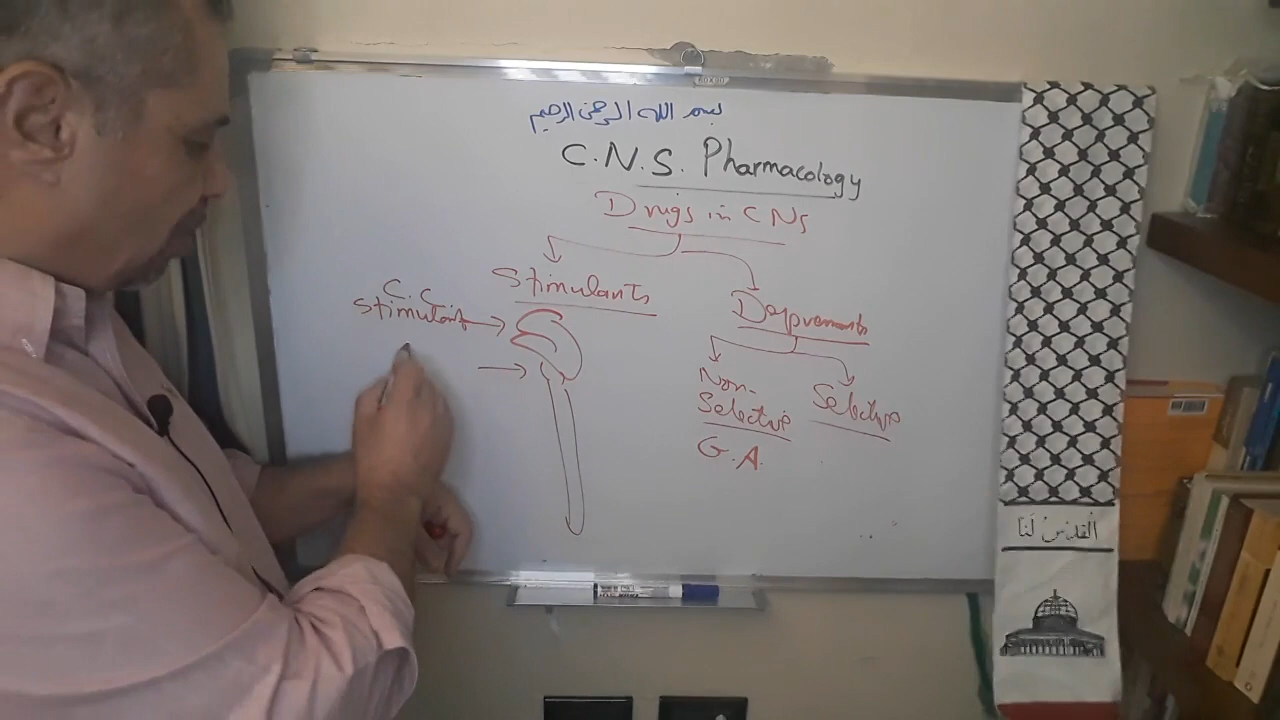 بسم الله الرحمن الرحيم
C.N.S. Pharmacology
Drugs in CNS
Stimulants
Depressants
C.C.
Stimulant
Non-
Selective
G.A.
Selective
القدس لنا